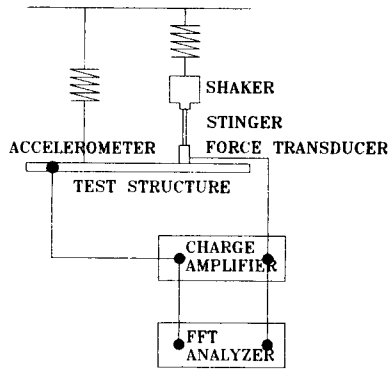 SHAKER
STINGER
ACCELEROMETER
FORCE TRANSDUCER
TEST STRUCTURE
CHARGE
AMPLIFIER
FFT
ANALYZER